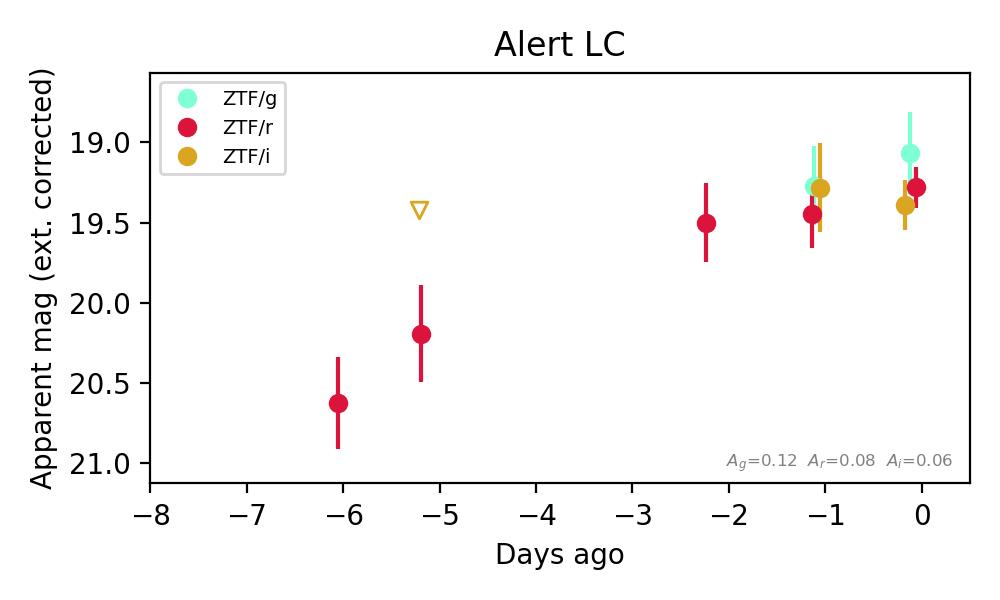 Alert LC
ZTF/g
ZTF/r
ZTF/i
Apparent mag (ext. corrected)
19.0
19.5
20.0
20.5
21.0
A_g=0.12 A_r=0.08 A_i=0.06
−8 −7 −6 −5 −4 −3 −2 −1 0
Days ago